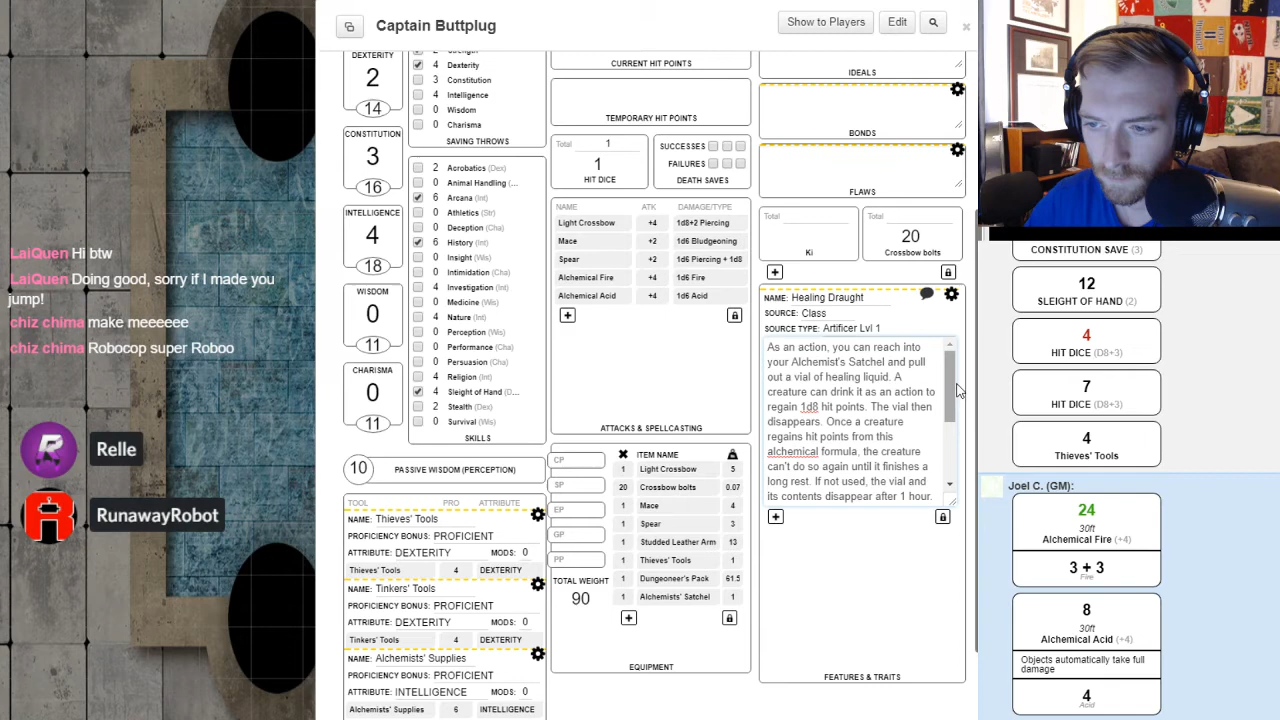 Captain Buttplug
Show to Players
Edit
DEXTERITY
2
14
CONSTITUTION
3
16
INTELLIGENCE
4
18
WISDOM
0
11
CHARISMA
0
11
4 Dexterity
3 Constitution
4 Intelligence
0 Wisdom
0 Charisma
SAVING THROWS
2 Acrobatics (Dex)
0 Animal Handling (...
6 Arcana (Int)
0 Athletics (Str)
0 Deception (Cha)
6 History (Int)
0 Insight (Wis)
0 Intimidation (Cha)
4 Investigation (Int)
0 Medicine (Wis)
4 Nature (Int)
0 Perception (Wis)
0 Performance (Cha)
0 Persuasion (Cha)
4 Religion (Int)
4 Sleight of Hand (D...
2 Stealth (Dex)
0 Survival (Wis)
SKILLS
10 PASSIVE WISDOM (PERCEPTION)
TOOL PRO ATTRIBUTE
NAME: Thieves' Tools
PROFICIENCY BONUS: PROFICIENT
ATTRIBUTE: DEXTERITY MODS: 0
Thieves' Tools 4 DEXTERITY
NAME: Tinkers' Tools
PROFICIENCY BONUS: PROFICIENT
ATTRIBUTE: DEXTERITY MODS: 0
Tinkers' Tools 4 DEXTERITY
NAME: Alchemists' Supplies
PROFICIENCY BONUS: PROFICIENT
ATTRIBUTE: INTELLIGENCE MODS: 0
Alchemists' Supplies 6 INTELLIGENCE
CURRENT HIT POINTS
TEMPORARY HIT POINTS
Total 1
1
HIT DICE
SUCCESSES
FAILURES
DEATH SAVES
NAME ATK DAMAGE/TYPE
Light Crossbow +4 1d8+2 Piercing
Mace +2 1d6 Bludgeoning
Spear +2 1d6 Piercing + 1d8
Alchemical Fire +4 1d6 Fire
Alchemical Acid +4 1d6 Acid
ATTACKS & SPELLCASTING
CP
SP
EP
GP
PP
TOTAL WEIGHT
90
ITEM NAME
1 Light Crossbow 5
20 Crossbow bolts 0.07
1 Mace 4
1 Spear 3
1 Studded Leather Arm 13
1 Thieves' Tools 1
1 Dungeoneer's Pack 61.5
1 Alchemists' Satchel 1
EQUIPMENT
IDEALS
BONDS
FLAWS
Total
Ki
Total
20
Crossbow bolts
NAME: Healing Draught
SOURCE: Class
SOURCE TYPE: Artificer Lvl 1
As an action, you can reach into
your Alchemist's Satchel and pull
out a vial of healing liquid. A
creature can drink it as an action to
regain 1d8 hit points. The vial then
disappears. Once a creature
regains hit points from this
alchemical formula, the creature
can't do so again until it finishes a
long rest. If not used, the vial and
its contents disappear after 1 hour.
FEATURES & TRAITS
LaiQuen Hi btw
LaiQuen Doing good, sorry if I made you
jump!
chiz chima make meeeeee
chiz chima Robocop super Roboo
Relle
RunawayRobot
CONSTITUTION SAVE (3)
12
SLEIGHT OF HAND (2)
4
HIT DICE (D8+3)
7
HIT DICE (D8+3)
4
Thieves' Tools
Joel C. (GM):
24
30ft
Alchemical Fire (+4)
3 + 3
Fire
8
30ft
Alchemical Acid (+4)
Objects automatically take full
damage
4
Acid